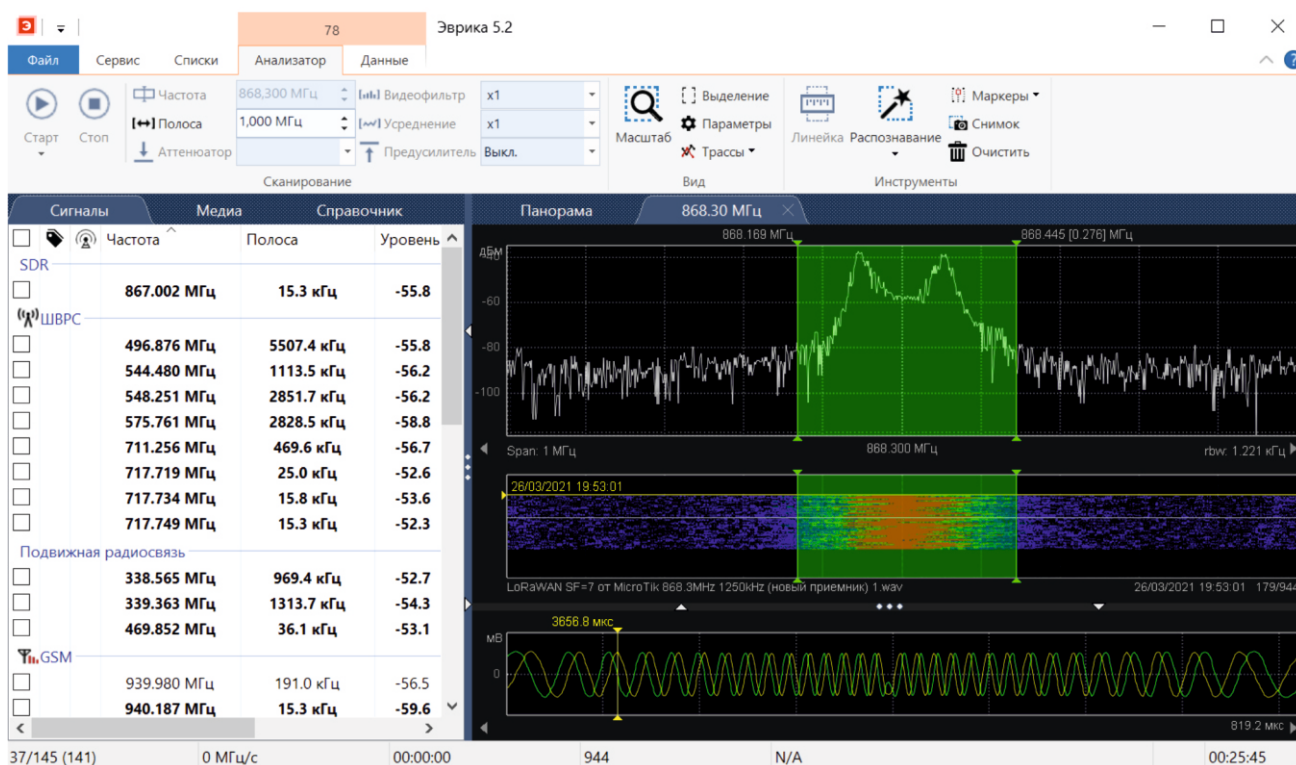 Э
78
Эврика 5.2
Файл
Сервис
Списки
Анализатор
Данные
?
Старт
Стоп
Частота
868,300 МГц
Полоса
1,000 МГц
Аттенюатор
Видеофильтр
x1
Усреднение
x1
Предусилитель
Выкл.
Сканирование
Масштаб
Выделение
Параметры
Трассы
Вид
Линейка
Распознавание
Маркеры
Снимок
Очистить
Инструменты
Сигналы
Медиа
Справочник
Частота Полоса Уровень
SDR
867.002 МГц 15.3 кГц -55.8
ШВРС
496.876 МГц 5507.4 кГц -55.8
544.480 МГц 1113.5 кГц -56.2
548.251 МГц 2851.7 кГц -56.2
575.761 МГц 2828.5 кГц -58.8
711.256 МГц 469.6 кГц -56.7
717.719 МГц 25.0 кГц -52.6
717.734 МГц 15.8 кГц -53.6
717.749 МГц 15.3 кГц -52.3
Подвижная радиосвязь
338.565 МГц 969.4 кГц -52.7
339.363 МГц 1313.7 кГц -54.3
469.852 МГц 36.1 кГц -53.1
GSM
939.980 МГц 191.0 кГц -56.5
940.187 МГц 15.3 кГц -59.6
Панорама
868.30 МГц
868.169 МГц
868.445 [0.276] МГц
дБм
-40
-60
-80
-100
Span: 1 МГц
868.300 МГц
rbw: 1.221 кГц
26/03/2021 19:53:01
LoRaWAN SF=7 от MicroTik 868.3MHz 1250kHz (новый приемник) 1.wav
26/03/2021 19:53:01 179/944
3656.8 мкс
мВ
0
819.2 мкс
37/145 (141)
0 МГц/с
00:00:00
944
N/A
00:25:45